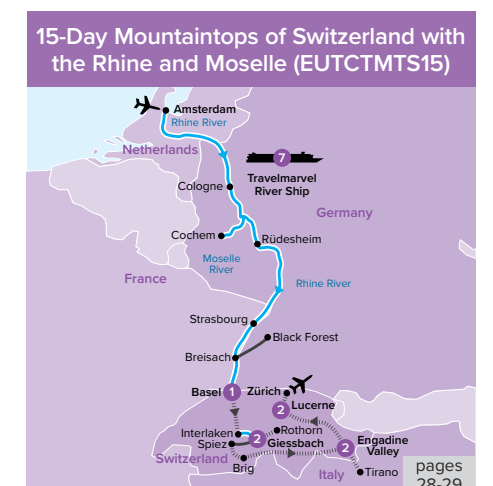 15-Day Mountaintops of Switzerland with
the Rhine and Moselle (EUTCTMTS15)
Amsterdam
Rhine River
Netherlands
7
Travelmarvel
River Ship
Cologne
Germany
Cochem
Rüdesheim
Moselle
River
France
Rhine River
Strasbourg
Black Forest
Breisach
Basel
1
Zürich
2
Lucerne
Interlaken
Rothorn
2
Giessbach
Spiez
Engadine
Valley
2
Switzerland
Brig
Italy
Tirano
pages
28-29